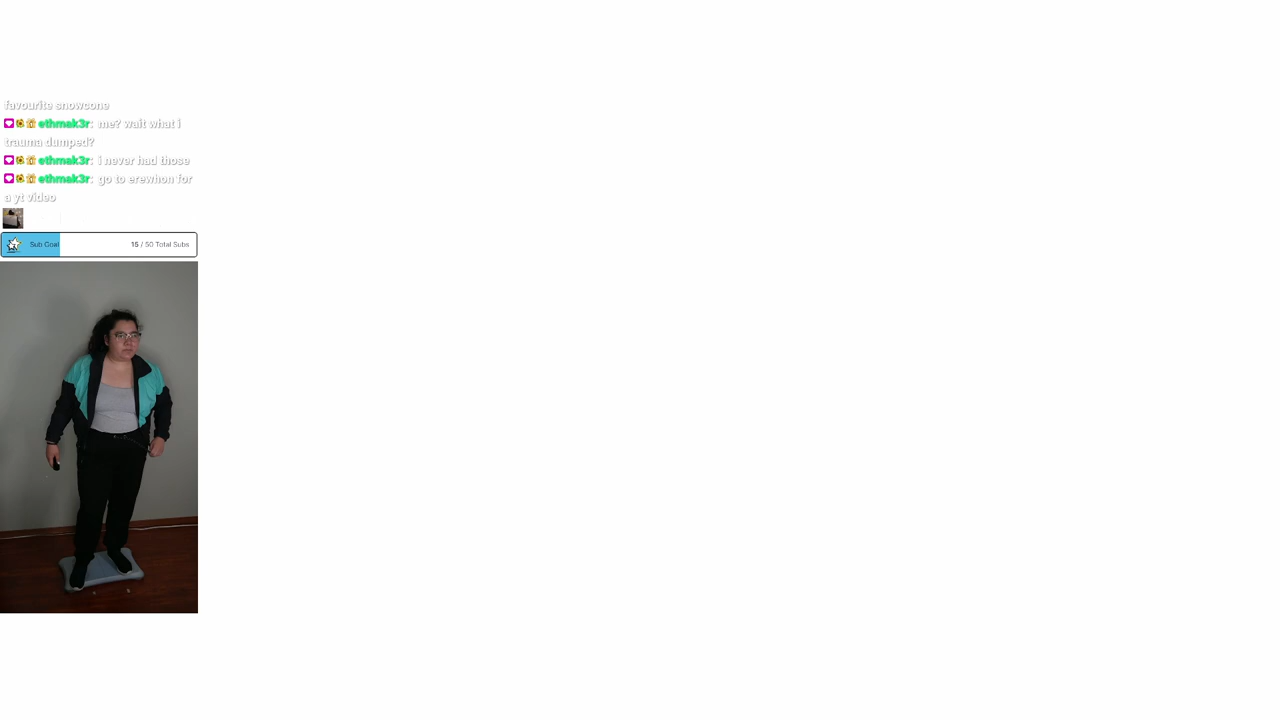 favourite snowcone
ethmak3r: me? wait what i
trauma dumped?
ethmak3r: i never had those
ethmak3r: go to erewhon for
a yt video
Sub Goal 15 / 50 Total Subs